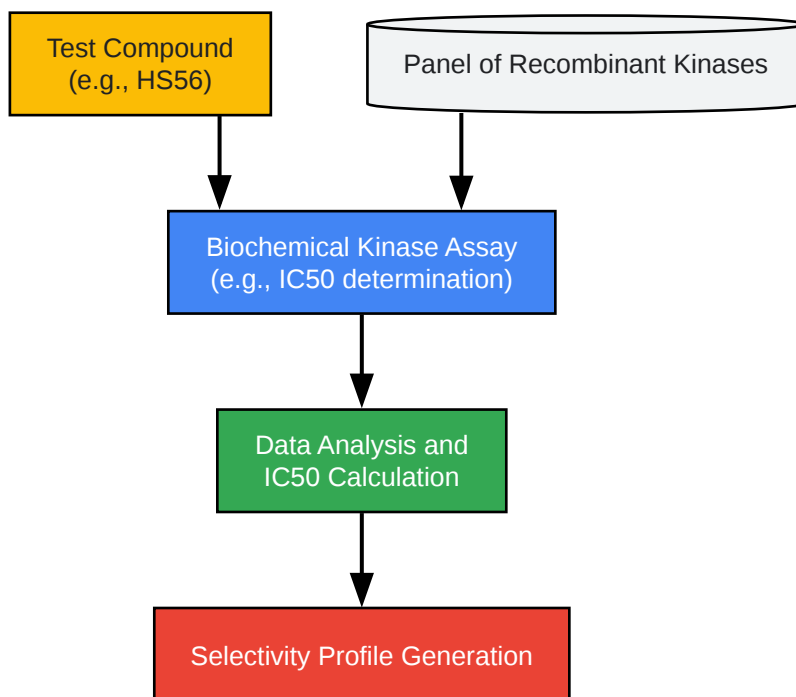 Test Compound
(e.g., HS56)
Panel of Recombinant Kinases
Biochemical Kinase Assay
(e.g., IC50 determination)
Data Analysis and
IC50 Calculation
Selectivity Profile Generation